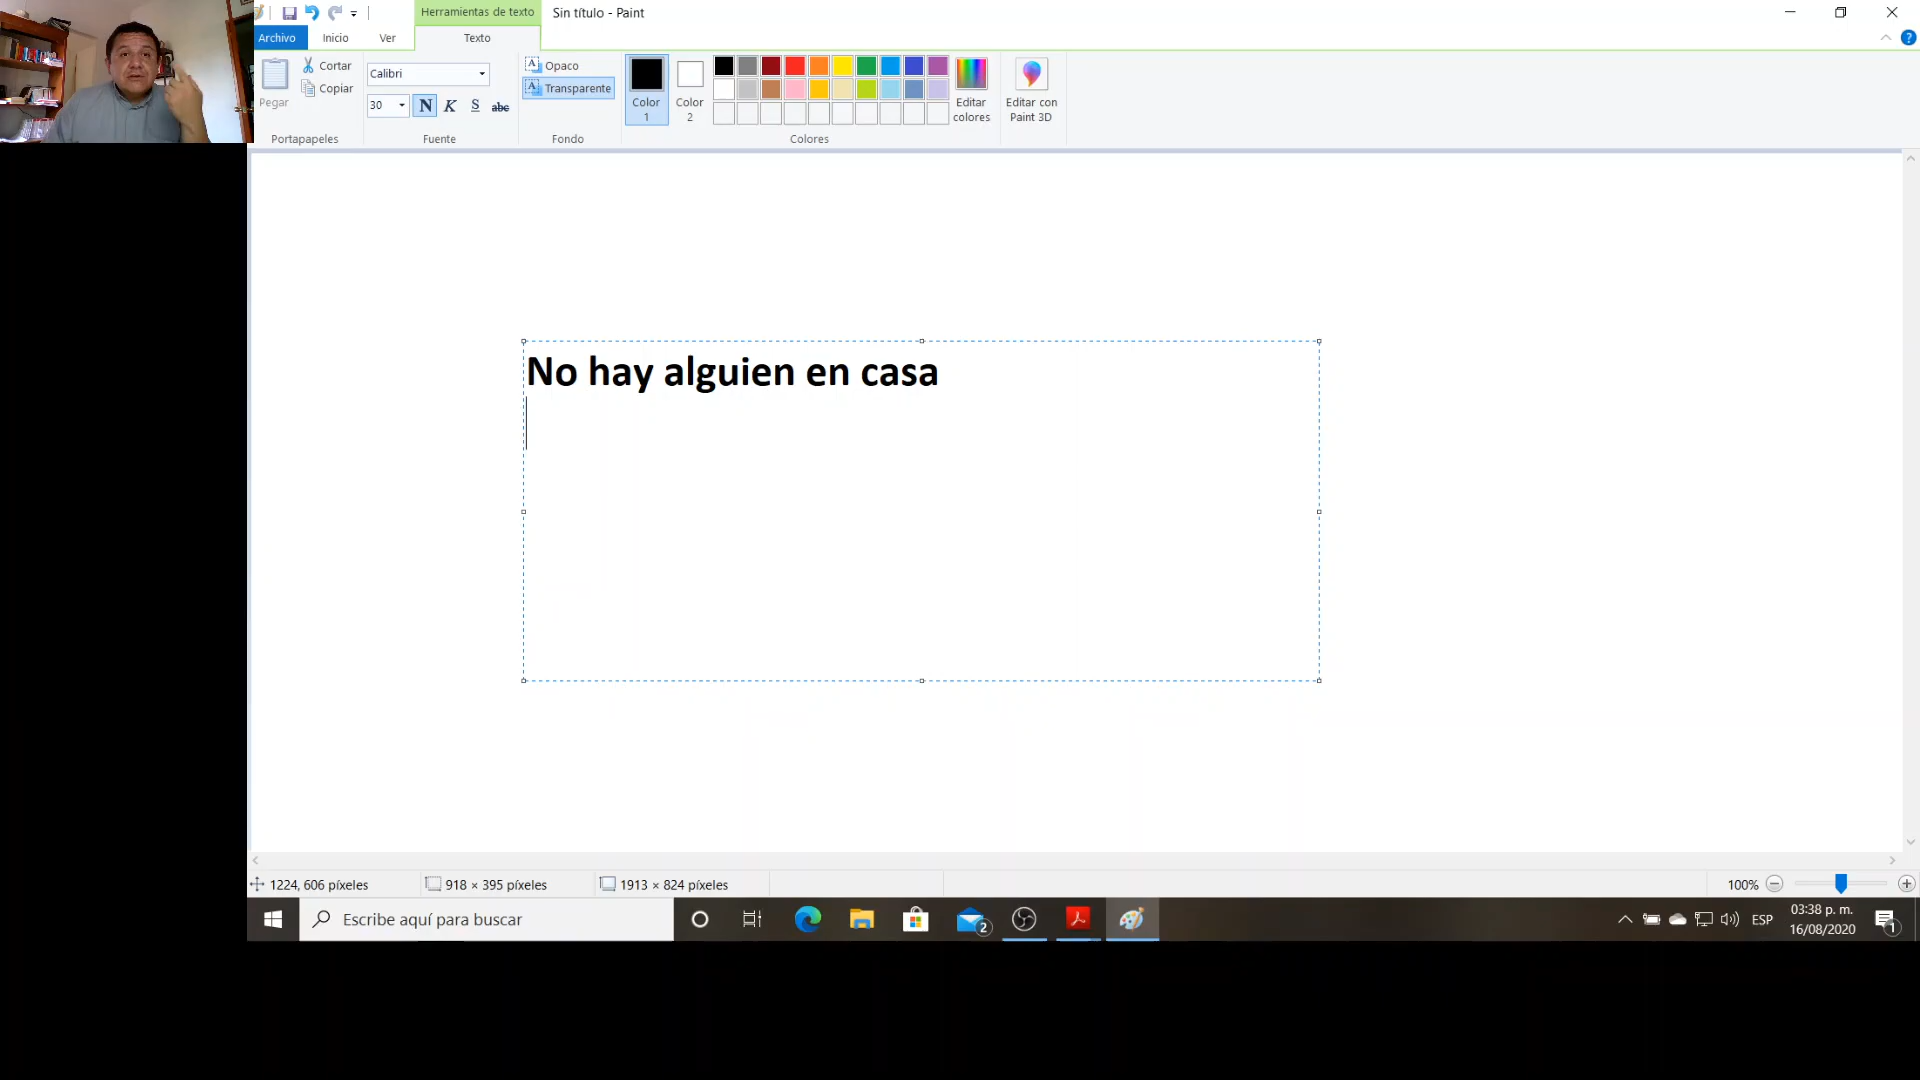 Herramientas de texto
Sin título - Paint
Archivo
Inicio
Ver
Texto
Pegar
Cortar
Copiar
Portapapeles
Calibri
30
N K S abc
Fuente
Opaco
Transparente
Fondo
Color
1
Color
2
Colores
Editar
colores
Editar con
Paint 3D
No hay alguien en casa
1224, 606 píxeles
918 × 395 píxeles
1913 × 824 píxeles
100%
Escribe aquí para buscar
2
ESP
03:38 p. m.
16/08/2020
1